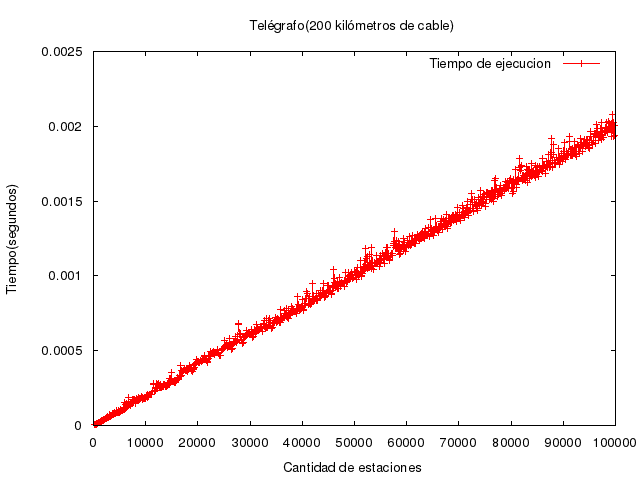 Telégrafo(200 kilómetros de cable)
Tiempo de ejecucion
Tiempo(segundos)
0.0025
0.002
0.0015
0.001
0.0005
0
0 10000 20000 30000 40000 50000 60000 70000 80000 90000 100000
Cantidad de estaciones